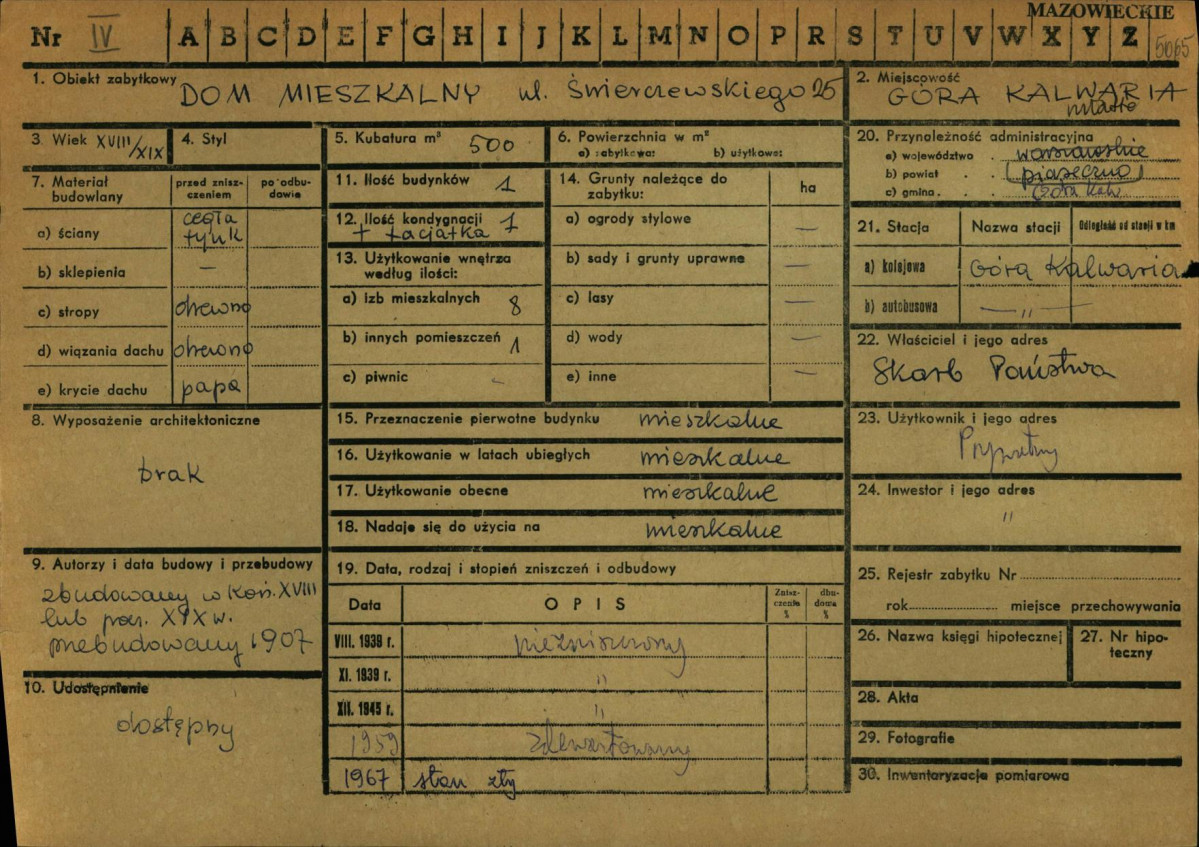 MAZOWIECKIE
Nr IV A B C D E F G H I J K L M N O P R S T U V W X Y Z 5065
1. Obiekt zabytkowy DOM MIESZKALNY ul. Świerczewskiego 25
2. Miejscowość
GÓRA KALWARIA
miasto
3 Wiek XVIII/XIX
4. Styl
5. Kubatura m³ 500
6. Powierzchnia w m²
a) zabytkowa: b) użytkowa:
7. Materiał budowlany
przed zniszczeniem
po odbudowie
a) ściany cegła tynk
b) sklepienia —
c) stropy drewno
d) wiązania dachu drewno
e) krycie dachu papa
8. Wyposażenie architektoniczne
brak
9. Autorzy i data budowy i przebudowy
zbudowany w Koń. XVIII
lub pocz. XIX w.
przebudowany 1907
10. Udostępnienie
dostępny
11. Ilość budynków 1
12. Ilość kondygnacji 1
+ facjatka
13. Użytkowanie wnętrza
według ilości:
a) izb mieszkalnych 8
b) innych pomieszczeń 1
c) piwnic -
14. Grunty należące do
zabytku:
ha
a) ogrody stylowe —
b) sady i grunty uprawne —
c) lasy —
d) wody —
e) inne —
15. Przeznaczenie pierwotne budynku mieszkalne
16. Użytkowanie w latach ubiegłych mieszkalne
17. Użytkowanie obecne mieszkalne
18. Nadaje się do użycia na mieszkalne
19. Data, rodzaj i stopień zniszczeń i odbudowy
Data OPIS Zniszczenia % dbudowa %
VIII. 1939 r. niezniszczony
XI. 1939 r. "
XII. 1945 r. "
1959 zdewastowany
1967 stan zły
20. Przynależność administracyjna
a) województwo . warszawskie
b) powiat . piaseczno
c) gmina . Góra Kalw.
21. Stacja Nazwa stacji Odległość od stacji w km
a) kolejowa Góra Kalwaria
b) autobusowa —"—
22. Właściciel i jego adres
Skarb Państwa
23. Użytkownik i jego adres
Prywatny
24. Inwestor i jego adres
"
25. Rejestr zabytku Nr
rok miejsce przechowywania
26. Nazwa księgi hipotecznej
27. Nr hipoteczny
28. Akta
29. Fotografie
30. Inwentaryzacja pomiarowa